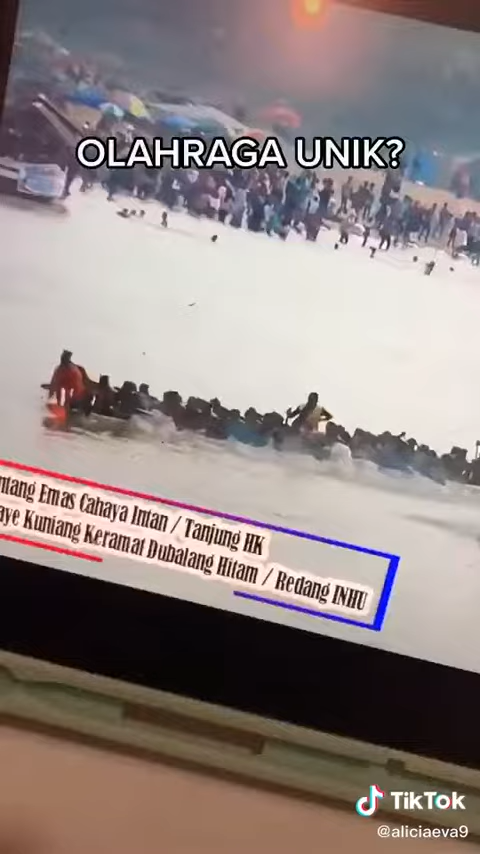 OLAHRAGA UNIK?
ntang Emas Cahaya Intan / Tanjung HK
aye Kuniang Keramat Dubalang Hitam / Redang INHU
TikTok
@aliciaeva9